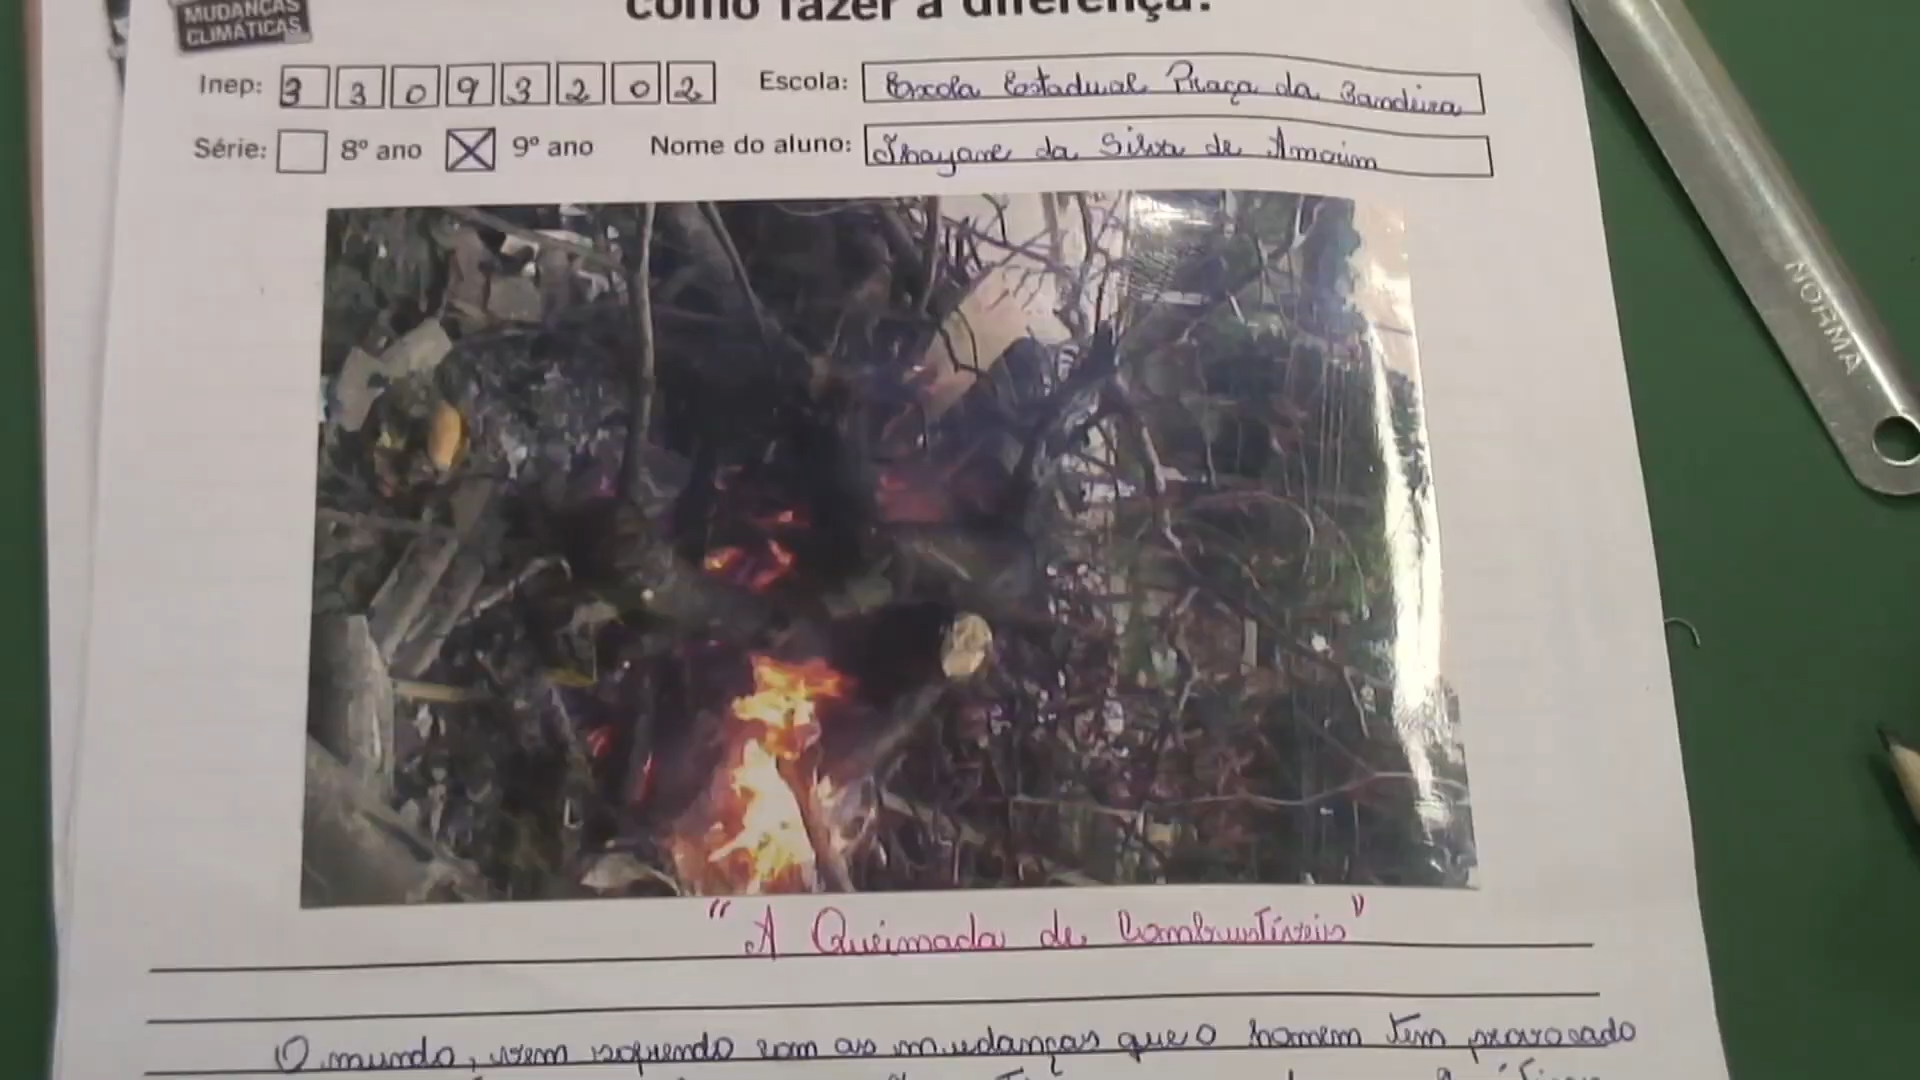 MUDANÇAS
CLIMÁTICAS
como fazer a diferença?
Inep: 3 3 0 9 3 2 0 2 Escola: Escola Estadual Praça da Bandeira
Série: 8º ano X 9º ano Nome do aluno: Thayane da Silva de Amorim
"A Queimada de Combustíveis"
O mundo, vem sofrendo com as mudanças que o homem tem provocado
NORMA